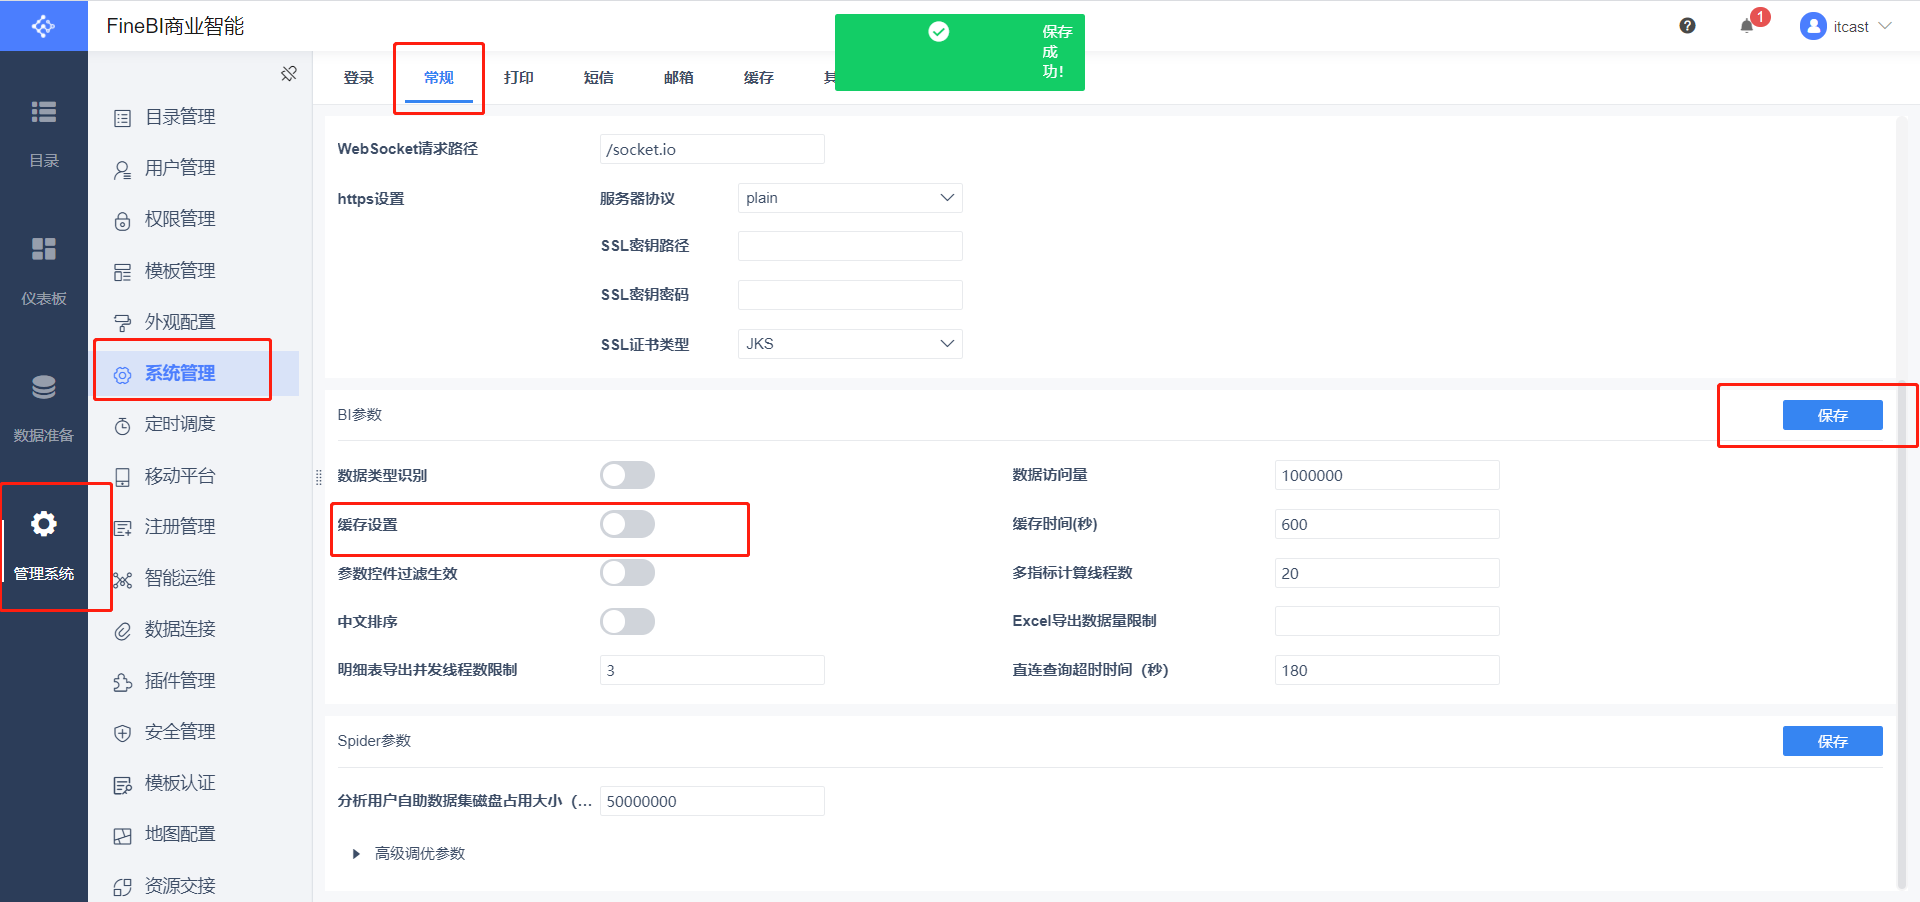 FineBI商业智能
保存成功!
1
itcast
目录
仪表板
数据准备
管理系统
目录管理
用户管理
权限管理
模板管理
外观配置
系统管理
定时调度
移动平台
注册管理
智能运维
数据连接
插件管理
安全管理
模板认证
地图配置
资源交接
登录 常规 打印 短信 邮箱 缓存
WebSocket请求路径 /socket.io
https设置 服务器协议 plain
SSL密钥路径
SSL密钥密码
SSL证书类型 JKS
BI参数 保存
数据类型识别 数据访问量 1000000
缓存设置 缓存时间(秒) 600
参数控件过滤生效 多指标计算线程数 20
中文排序 Excel导出数据量限制
明细表导出并发线程数限制 3 直连查询超时时间（秒) 180
Spider参数 保存
分析用户自助数据集磁盘占用大小（... 50000000
高级调优参数